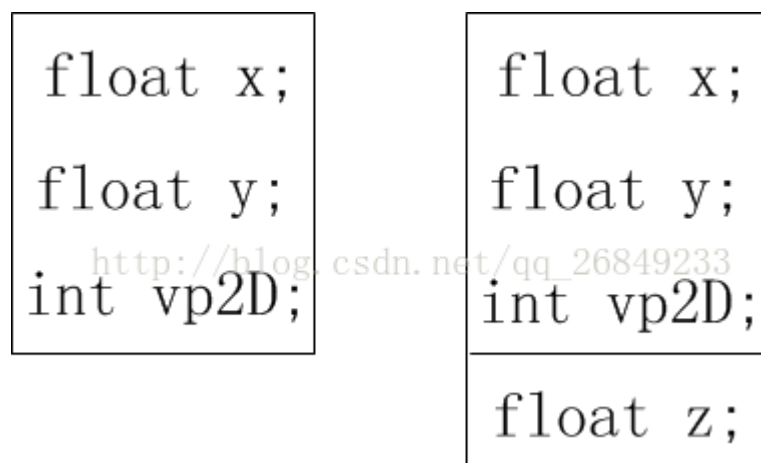 float x;
float y;
int vp2D;
float x;
float y;
int vp2D;
float z;
http://blog.csdn.net/qq_26849233